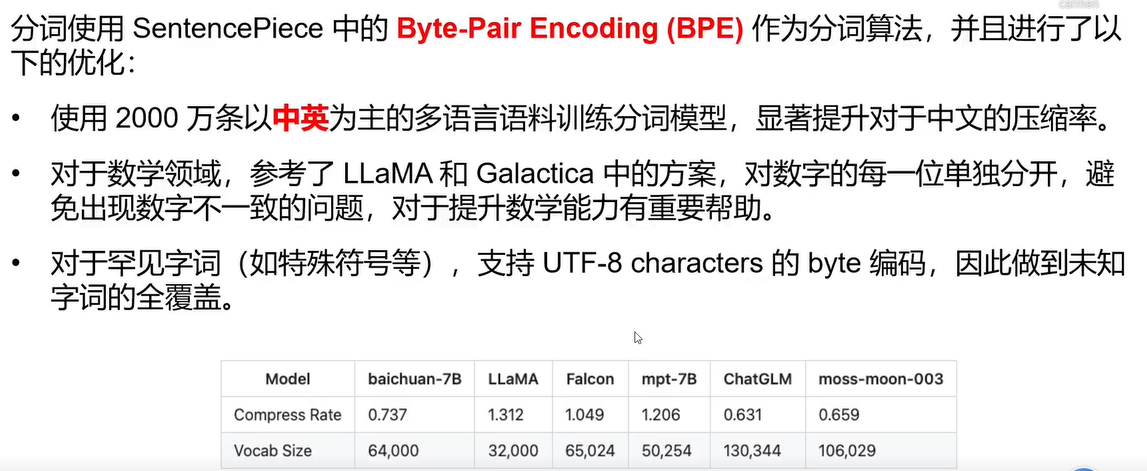 carmen
分词使用 SentencePiece 中的 Byte-Pair Encoding (BPE) 作为分词算法，并且进行了以
下的优化：
• 使用 2000 万条以中英为主的多语言语料训练分词模型，显著提升对于中文的压缩率。
• 对于数学领域，参考了 LLaMA 和 Galactica 中的方案，对数字的每一位单独分开，避
免出现数字不一致的问题，对于提升数学能力有重要帮助。
• 对于罕见字词（如特殊符号等），支持 UTF-8 characters 的 byte 编码，因此做到未知
字词的全覆盖。
Model baichuan-7B LLaMA Falcon mpt-7B ChatGLM moss-moon-003
Compress Rate 0.737 1.312 1.049 1.206 0.631 0.659
Vocab Size 64,000 32,000 65,024 50,254 130,344 106,029